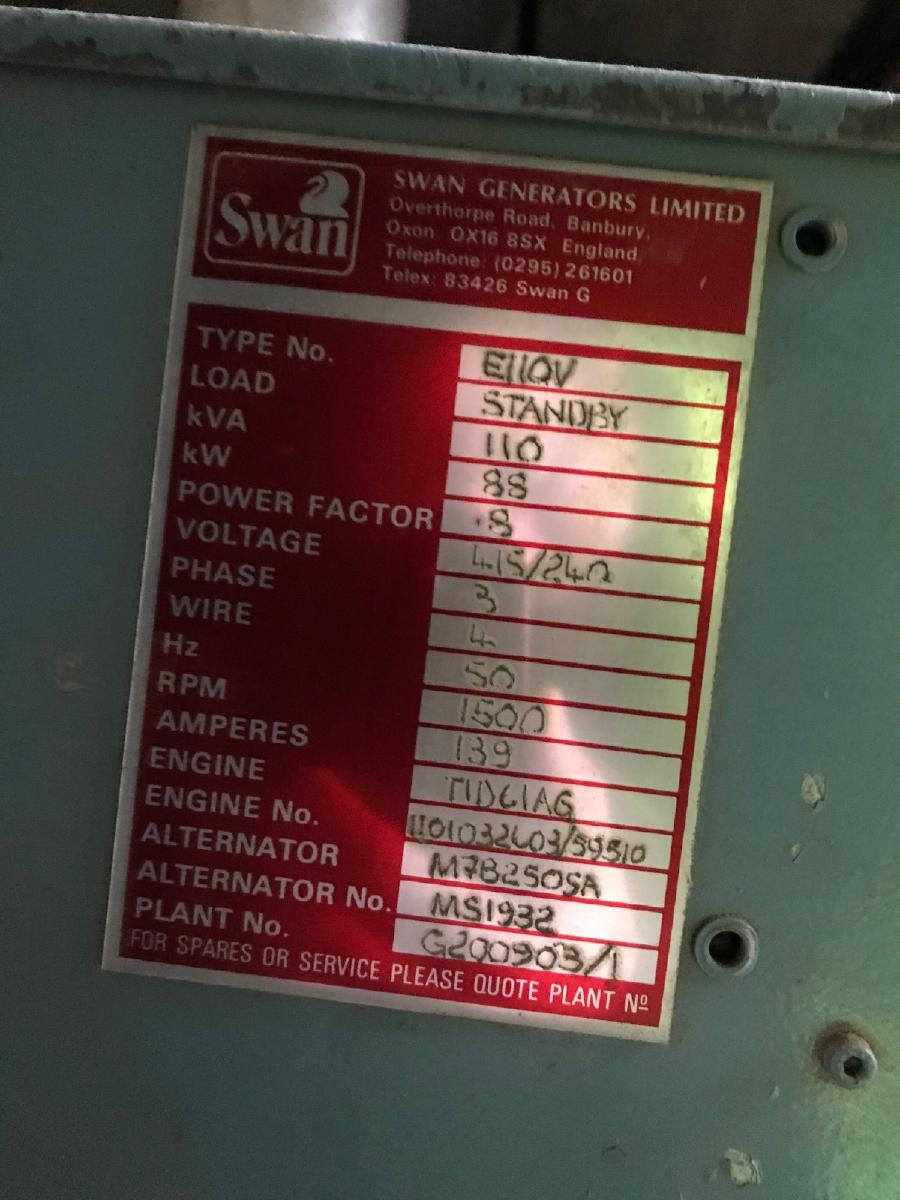 Swan
SWAN GENERATORS LIMITED
Overthorpe Road, Banbury,
Oxon OX16 8SX England
Telephone: (0295) 261601
Telex: 83426 Swan G
TYPE No. E110V
LOAD STANDBY
kVA 110
kW 88
POWER FACTOR .8
VOLTAGE 415/240
PHASE 3
WIRE 4
Hz 50
RPM 1500
AMPERES 139
ENGINE T1D61AG
ENGINE No. 1101032603/59510
ALTERNATOR M7B250SA
ALTERNATOR No. MS1932
PLANT No. G200903/1
FOR SPARES OR SERVICE PLEASE QUOTE PLANT Nº